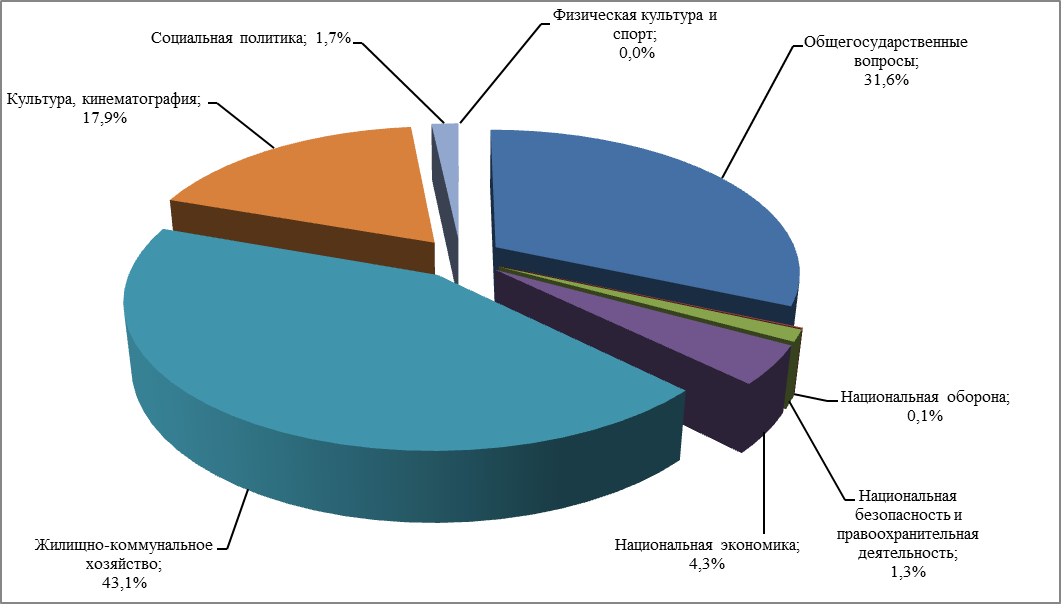 Физическая культура и
спорт;
0,0%
Социальная политика; 1,7%
Общегосударственные
вопросы;
31,6%
Культура, кинематография;
17,9%
Национальная оборона;
0,1%
Национальная
безопасность и
правоохранительная
деятельность;
1,3%
Национальная экономика;
4,3%
Жилищно-коммунальное
хозяйство;
43,1%